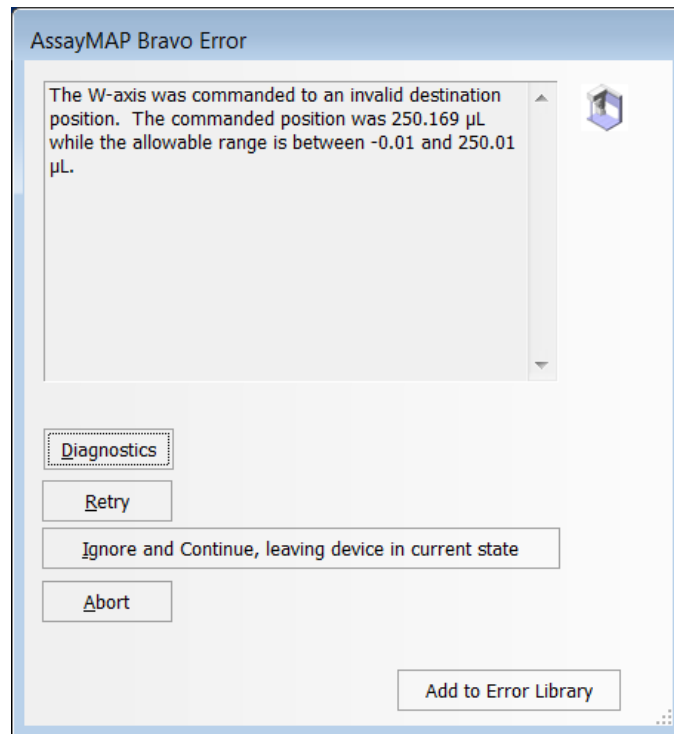 AssayMAP Bravo Error
The W-axis was commanded to an invalid destination
position.  The commanded position was 250.169 µL
while the allowable range is between -0.01 and 250.01
µL.
Diagnostics
Retry
Ignore and Continue, leaving device in current state
Abort
Add to Error Library